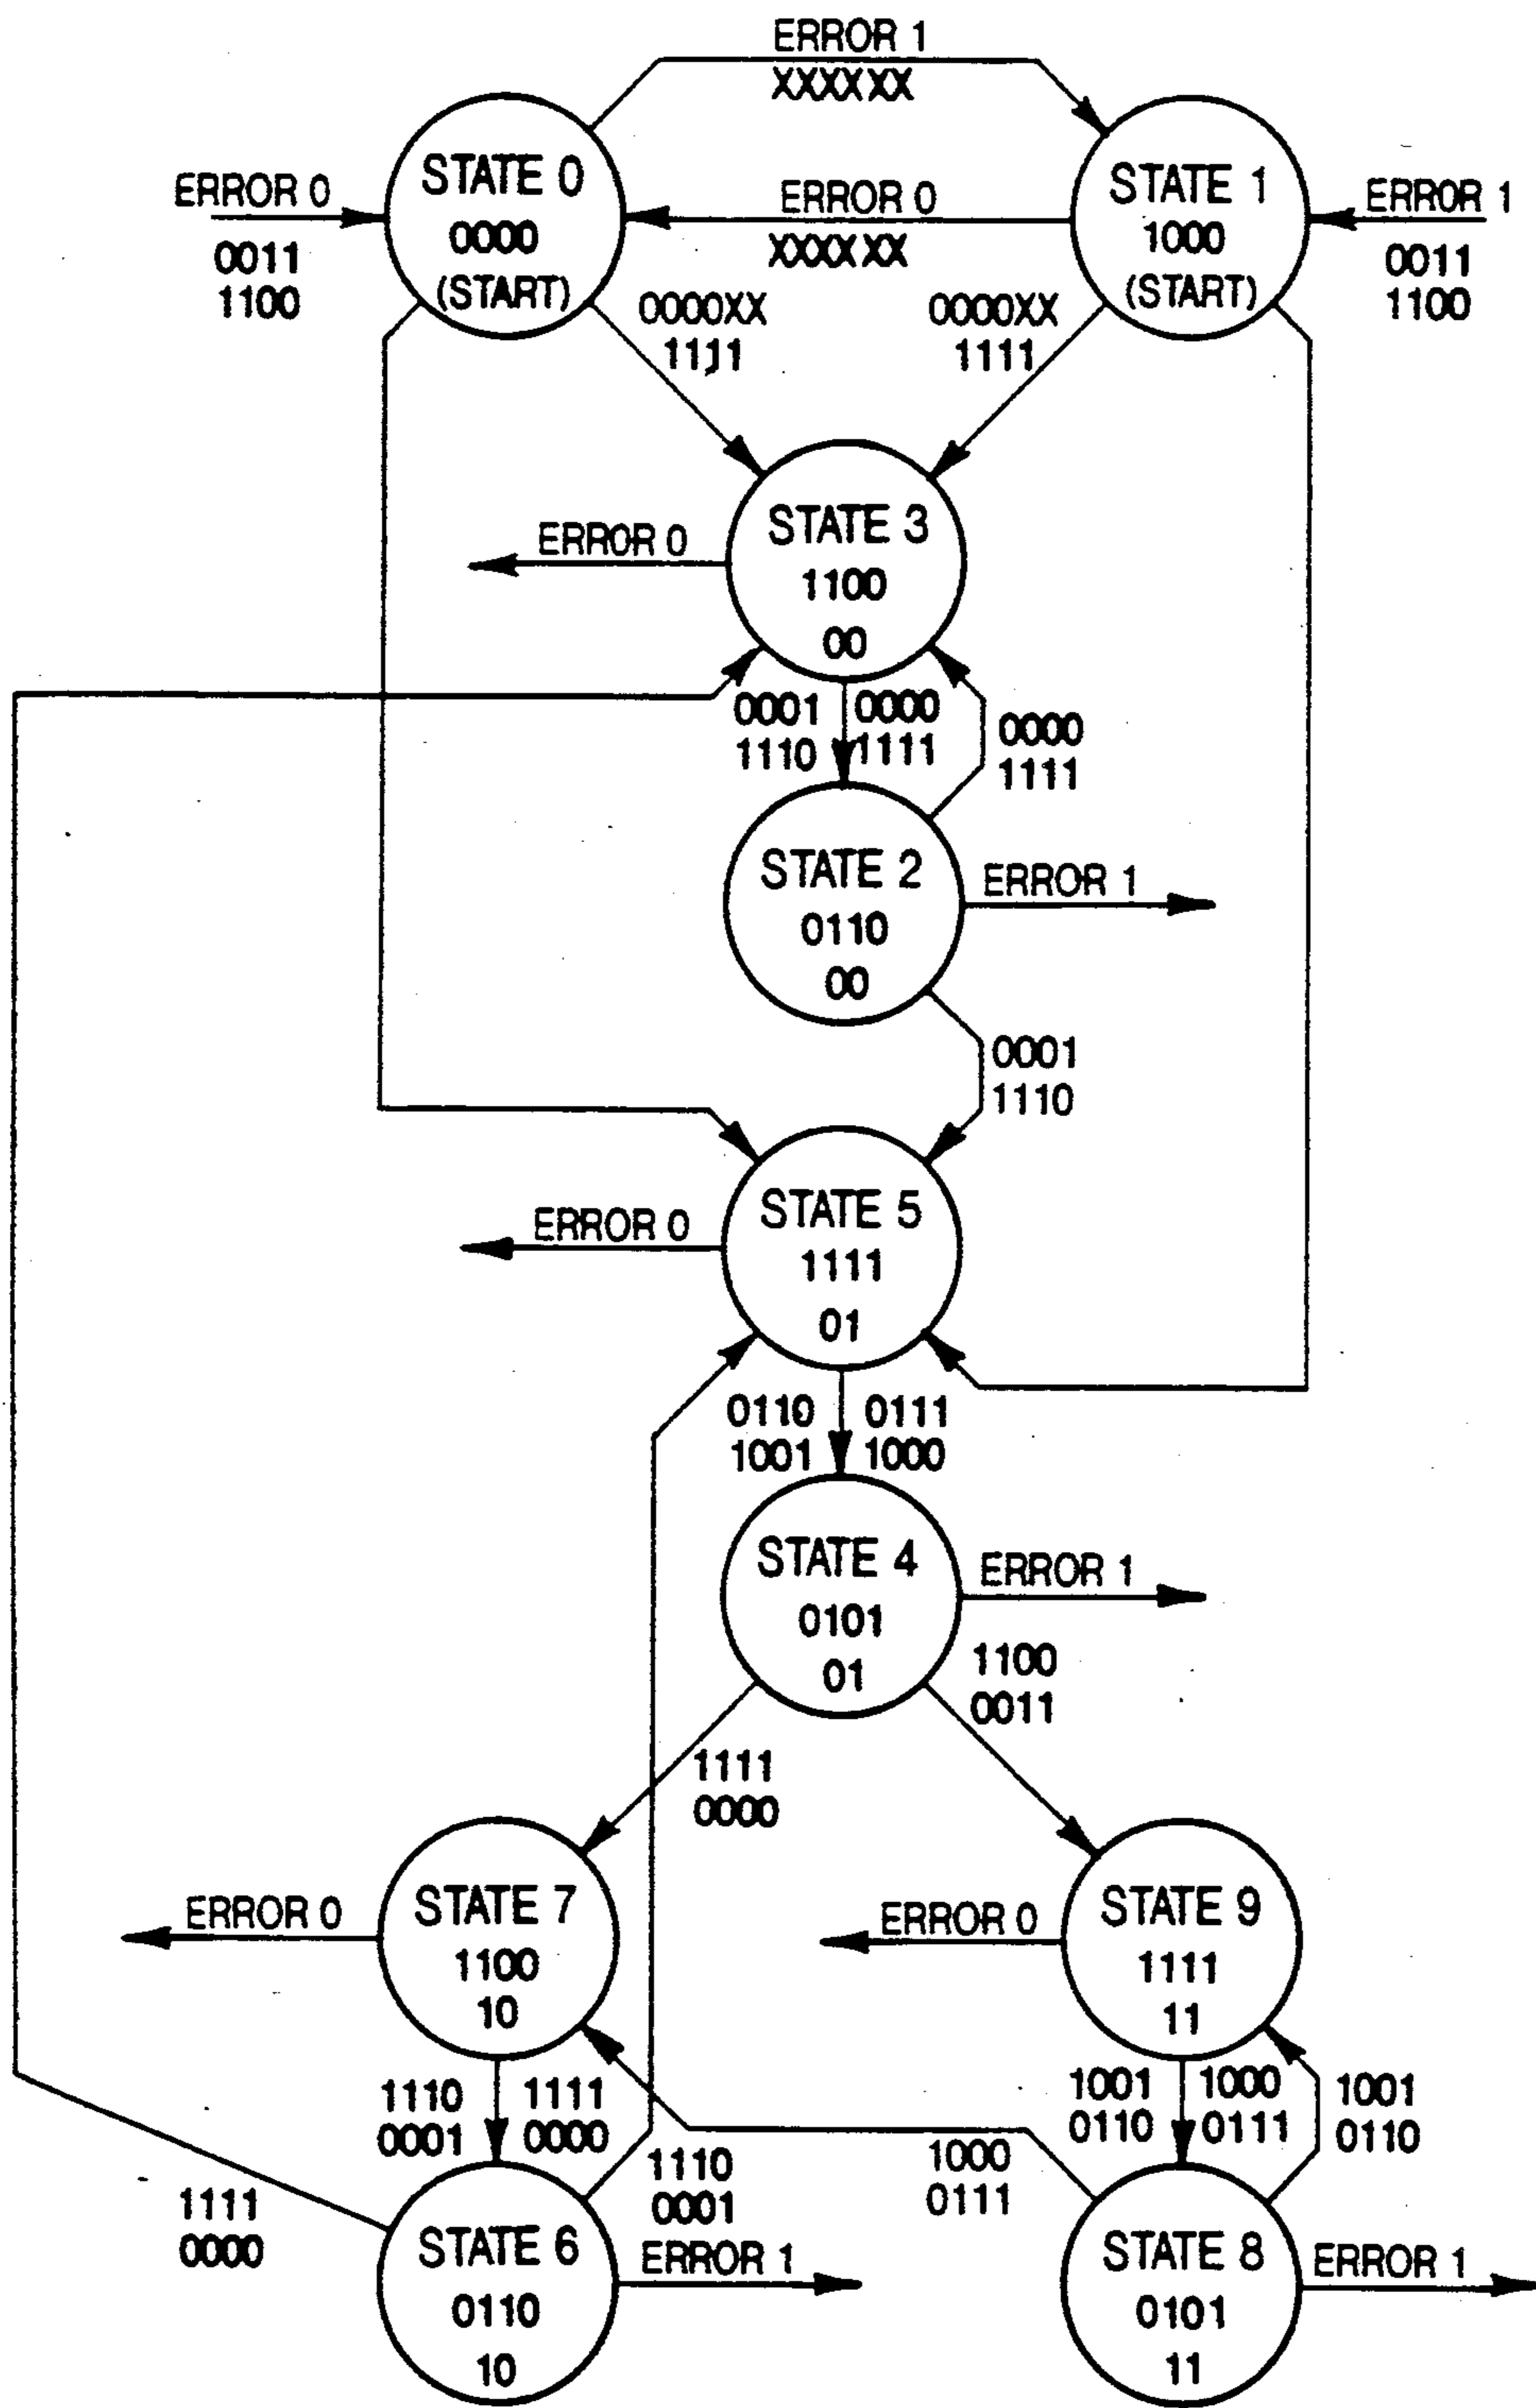 ERROR 1
XXXXXX
STATE 0
0000
(START)
ERROR 0
0011
1100
ERROR 0
XXXXXX
STATE 1
1000
(START)
ERROR 1
0011
1100
0000XX
1111
0000XX
1111
STATE 3
1100
00
ERROR 0
0001
1110
0000
1111
0000
1111
STATE 2
0110
00
ERROR 1
0001
1110
STATE 5
1111
01
ERROR 0
0110
1001
0111
1000
STATE 4
0101
01
ERROR 1
1100
0011
1111
0000
STATE 7
1100
10
ERROR 0
STATE 9
1111
11
ERROR 0
1110
0001
1111
0000
1001
0110
1000
0111
1001
0110
1110
0001
1000
0111
1111
0000
STATE 6
0110
10
ERROR 1
STATE 8
0101
11
ERROR 1